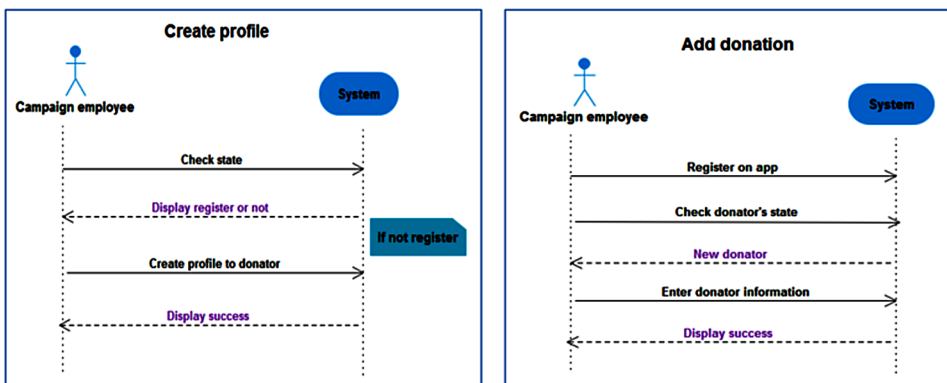 Create profile
Campaign employee
System
Check state
Display register or not
If not register
Create profile to donator
Display success
Add donation
Campaign employee
System
Register on app
Check donator's state
New donator
Enter donator information
Display success